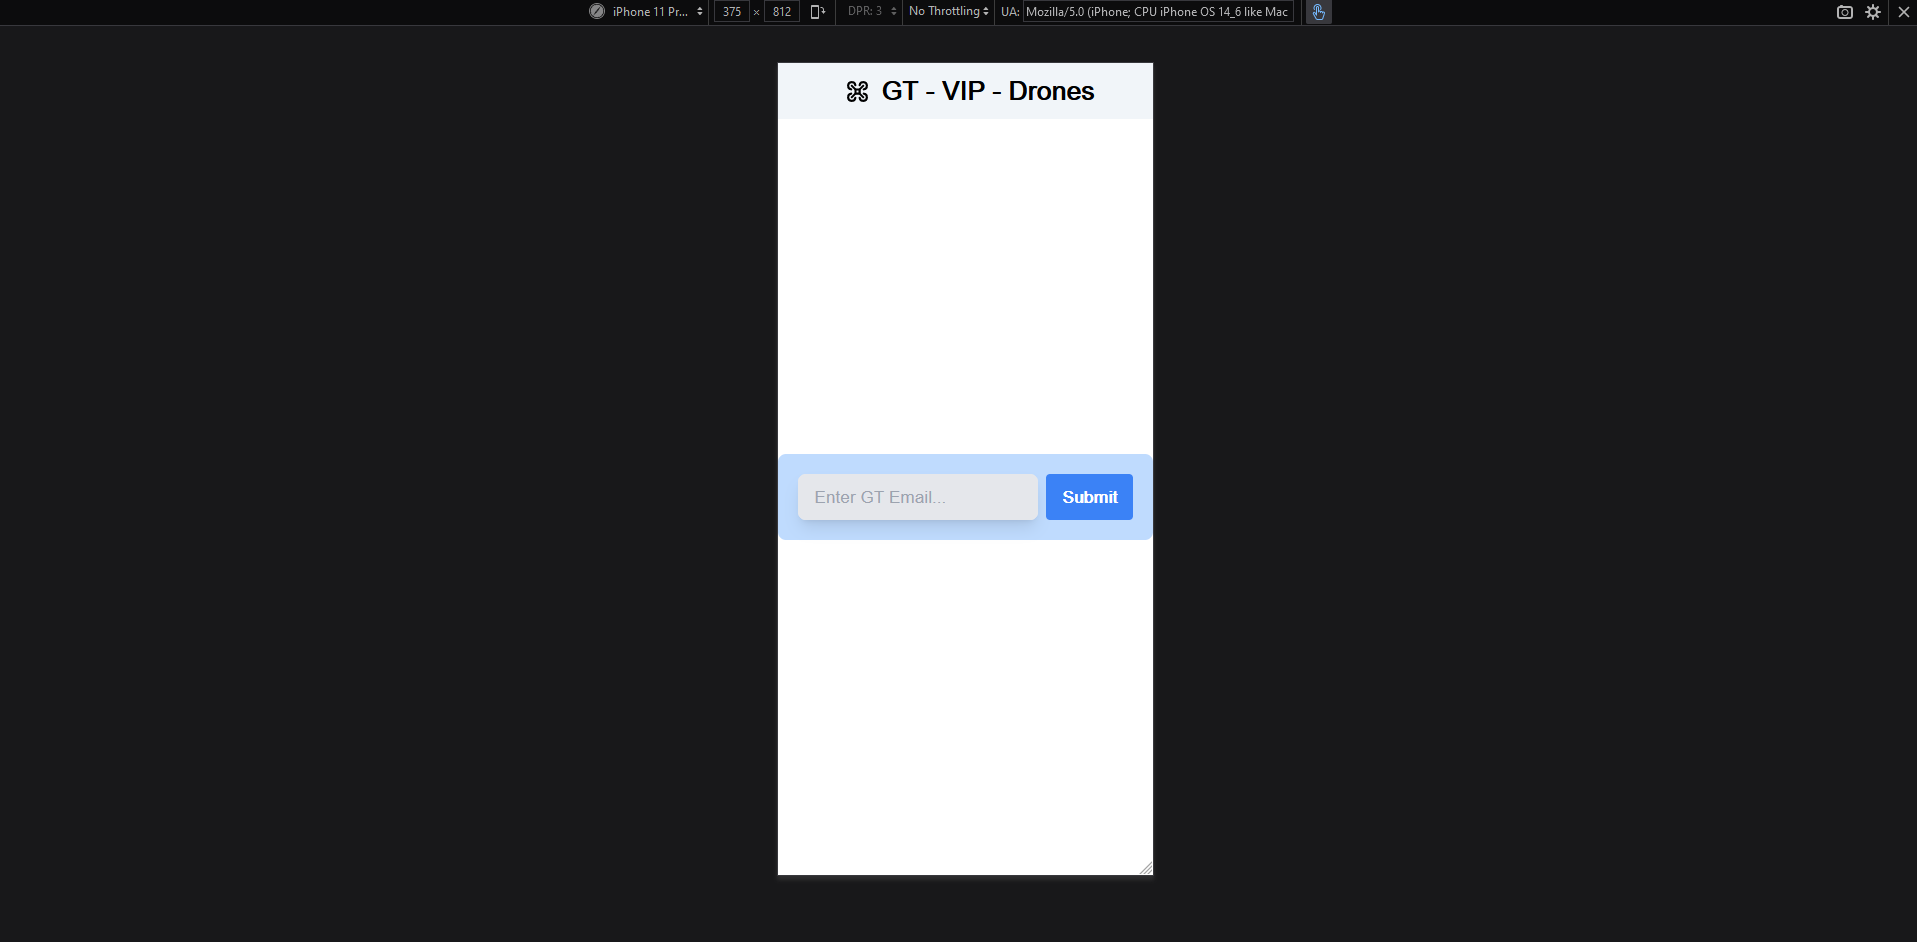 iPhone 11 Pr... 375 × 812 DPR: 3 No Throttling UA: Mozilla/5.0 (iPhone; CPU iPhone OS 14_6 like Mac
GT - VIP - Drones
Enter GT Email... Submit